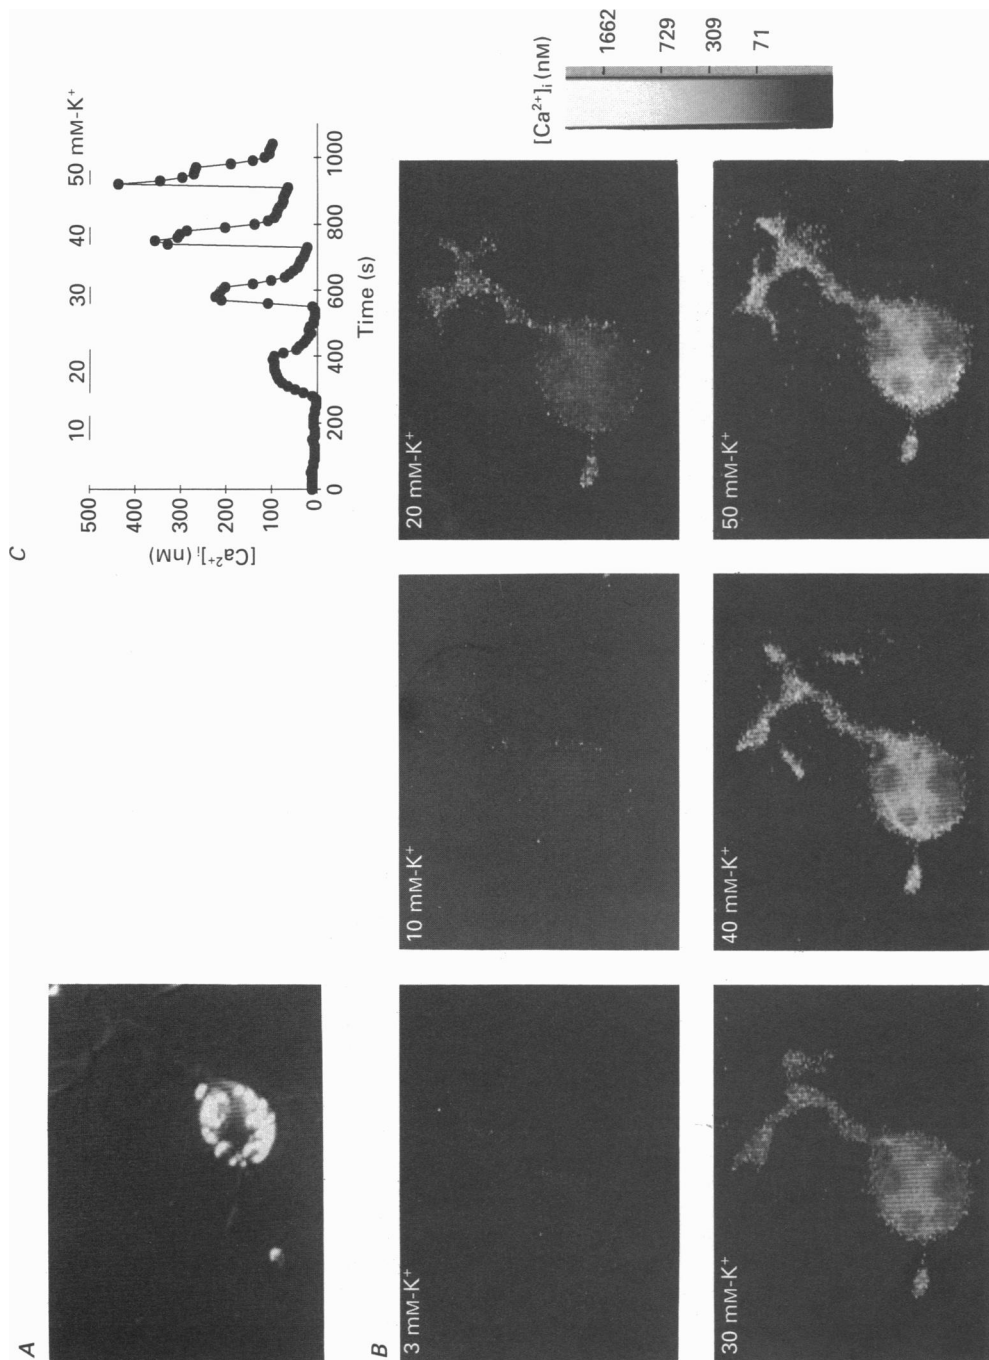 A
C
10 20 30 40 50 mM-K⁺
500
400
300
200
100
0
[Ca²⁺]ᵢ (nM)
0 200 400 600 800 1000
Time (s)
B
3 mM-K⁺
10 mM-K⁺
20 mM-K⁺
30 mM-K⁺
40 mM-K⁺
50 mM-K⁺
[Ca²⁺]ᵢ (nM)
1662
729
309
71